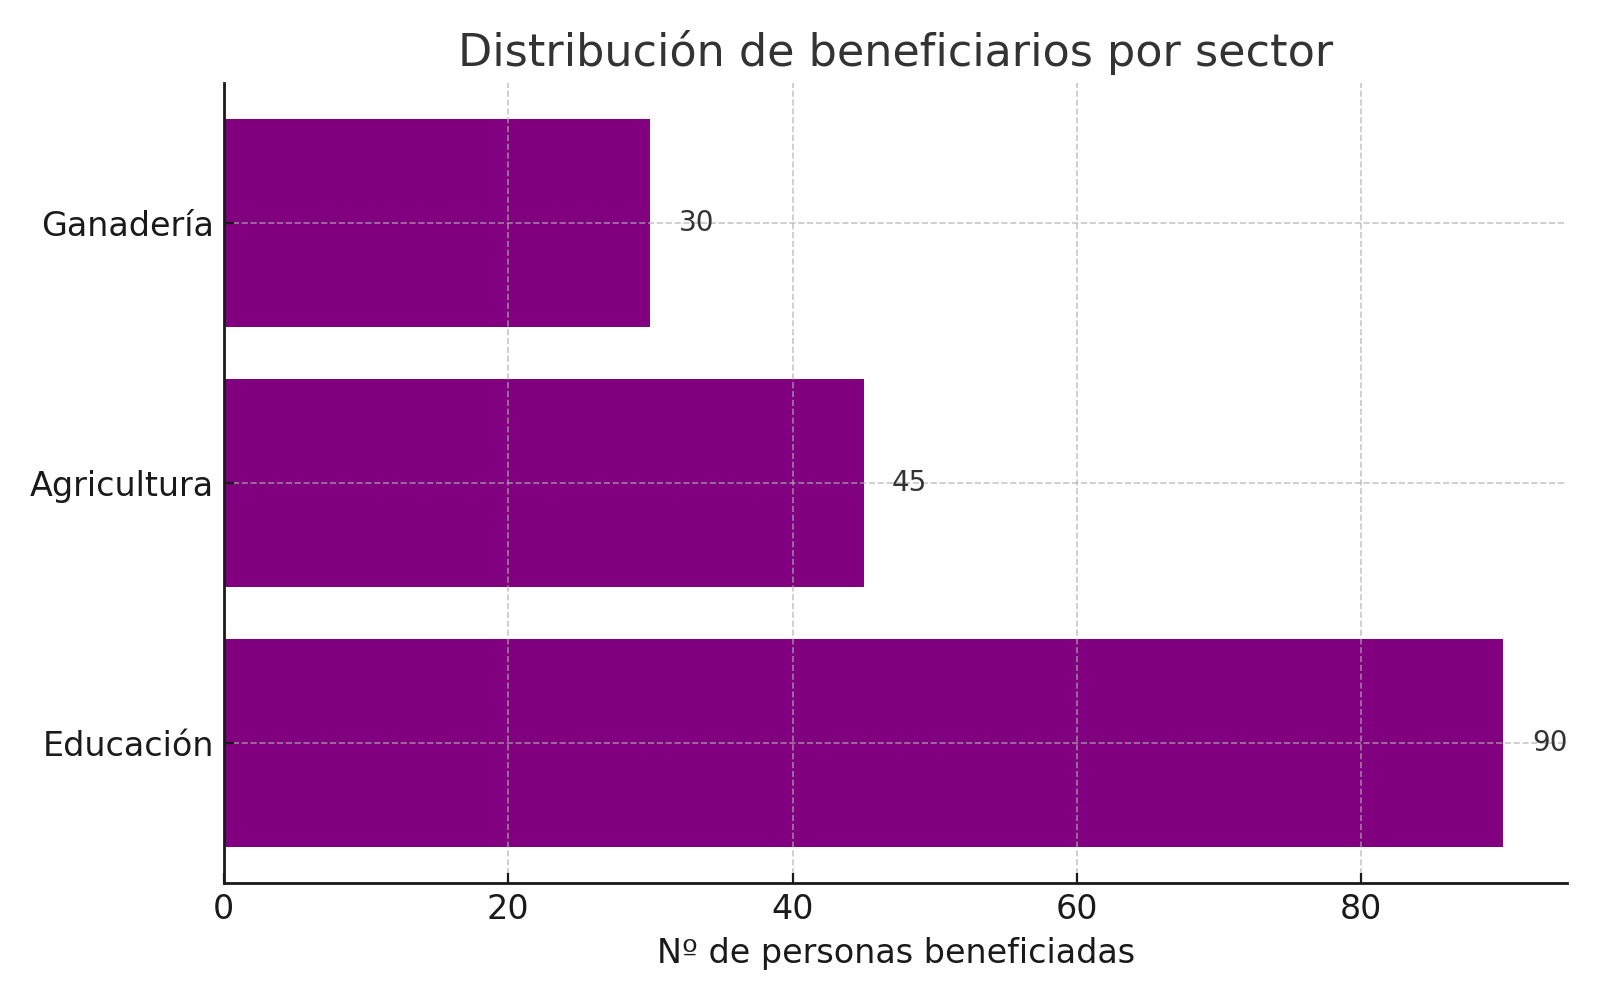 Distribución de beneficiarios por sector
Ganadería
30
Agricultura
45
Educación
90
0 20 40 60 80
Nº de personas beneficiadas